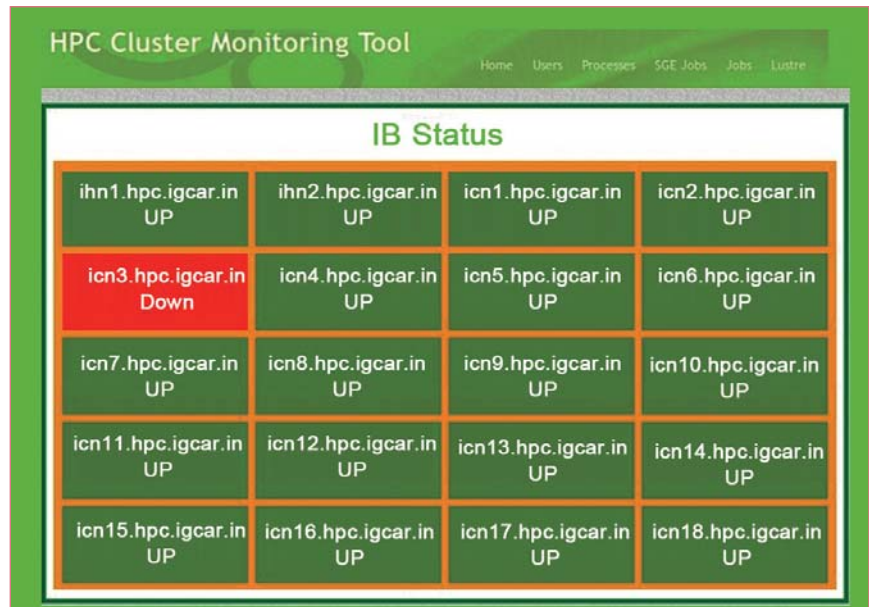 HPC Cluster Monitoring Tool
Home Users Processes SGE Jobs Jobs Lustre
IB Status
ihn1.hpc.igcar.in ihn2.hpc.igcar.in icn1.hpc.igcar.in icn2.hpc.igcar.in
UP UP UP UP
icn3.hpc.igcar.in icn4.hpc.igcar.in icn5.hpc.igcar.in icn6.hpc.igcar.in
Down UP UP UP
icn7.hpc.igcar.in icn8.hpc.igcar.in icn9.hpc.igcar.in icn10.hpc.igcar.in
UP UP UP UP
icn11.hpc.igcar.in icn12.hpc.igcar.in icn13.hpc.igcar.in icn14.hpc.igcar.in
UP UP UP UP
icn15.hpc.igcar.in icn16.hpc.igcar.in icn17.hpc.igcar.in icn18.hpc.igcar.in
UP UP UP UP